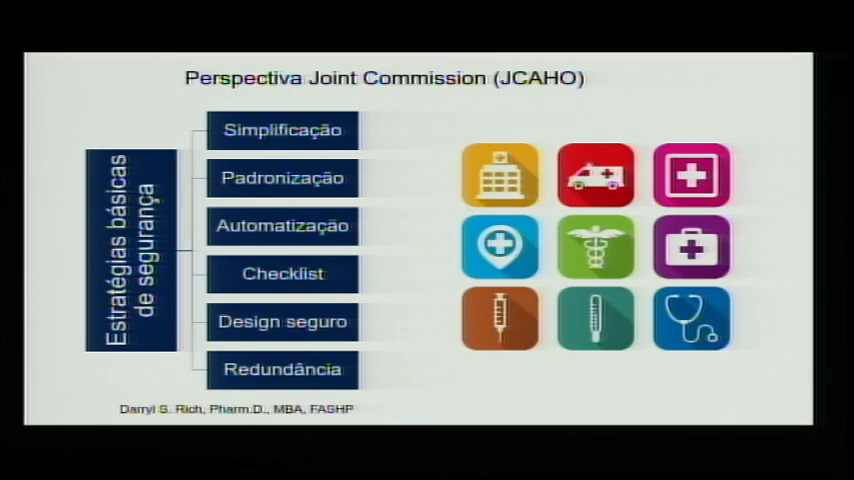 Perspectiva Joint Commission (JCAHO)
Estratégias básicas
de segurança
Simplificação
Padronização
Automatização
Checklist
Design seguro
Redundância
Darryl S. Rich, Pharm.D., MBA, FASHP